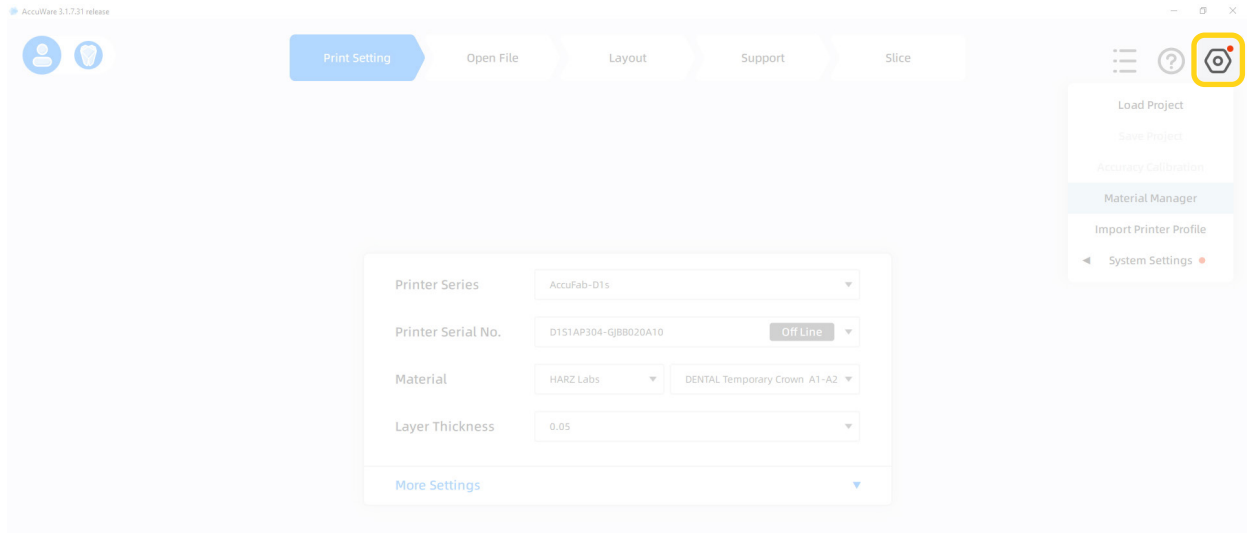 AccuWare 3.1.7.31 release
Print Setting
Open File
Layout
Support
Slice
Load Project
Save Project
Accuracy Calibration
Material Manager
Import Printer Profile
System Settings
Printer Series
AccuFab-D1s
Printer Serial No.
D1S1AP304-GJBB020A10
Off Line
Material
HARZ Labs
DENTAL Temporary Crown A1-A2
Layer Thickness
0.05
More Settings